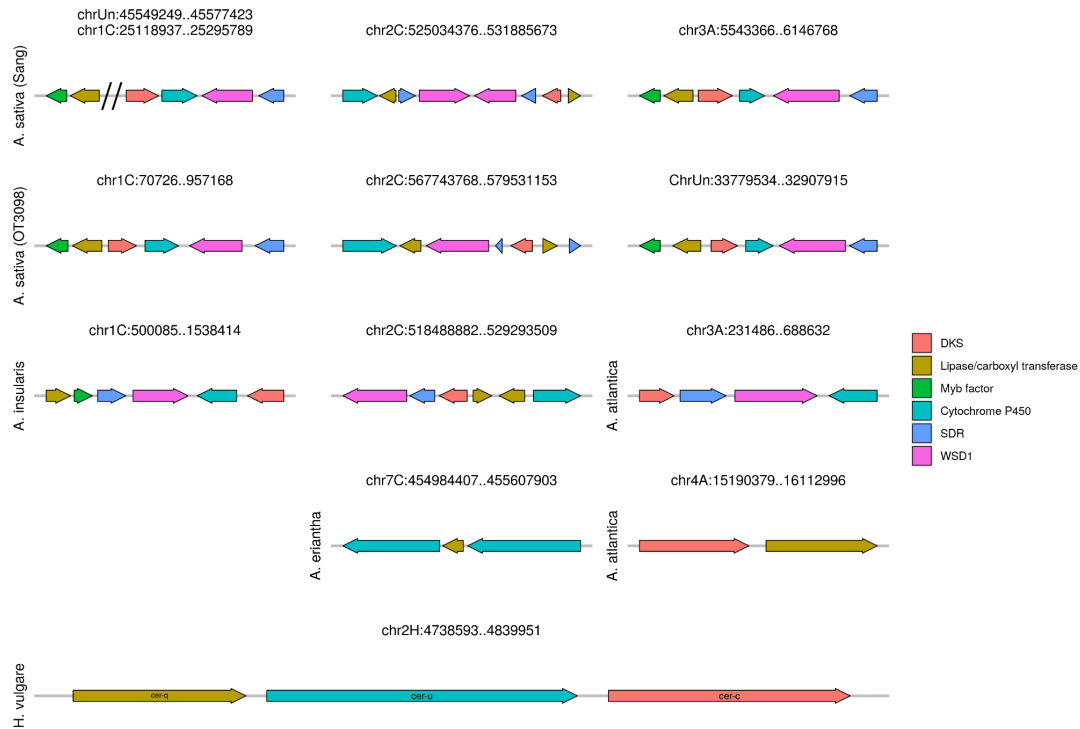 chrUn:45549249..45577423
chr1C:25118937..25295789
chr2C:525034376..531885673
chr3A:5543366..6146768
A. sativa (Sang)
chr1C:70726..957168
chr2C:567743768..579531153
ChrUn:33779534..32907915
A. sativa (OT3098)
chr1C:500085..1538414
chr2C:518488882..529293509
chr3A:231486..688632
A. insularis
A. atlantica
DKS
Lipase/carboxyl transferase
Myb factor
Cytochrome P450
SDR
WSD1
chr7C:454984407..455607903
chr4A:15190379..16112996
A. eriantha
A. atlantica
chr2H:4738593..4839951
H. vulgare
cer-q
cer-u
cer-c